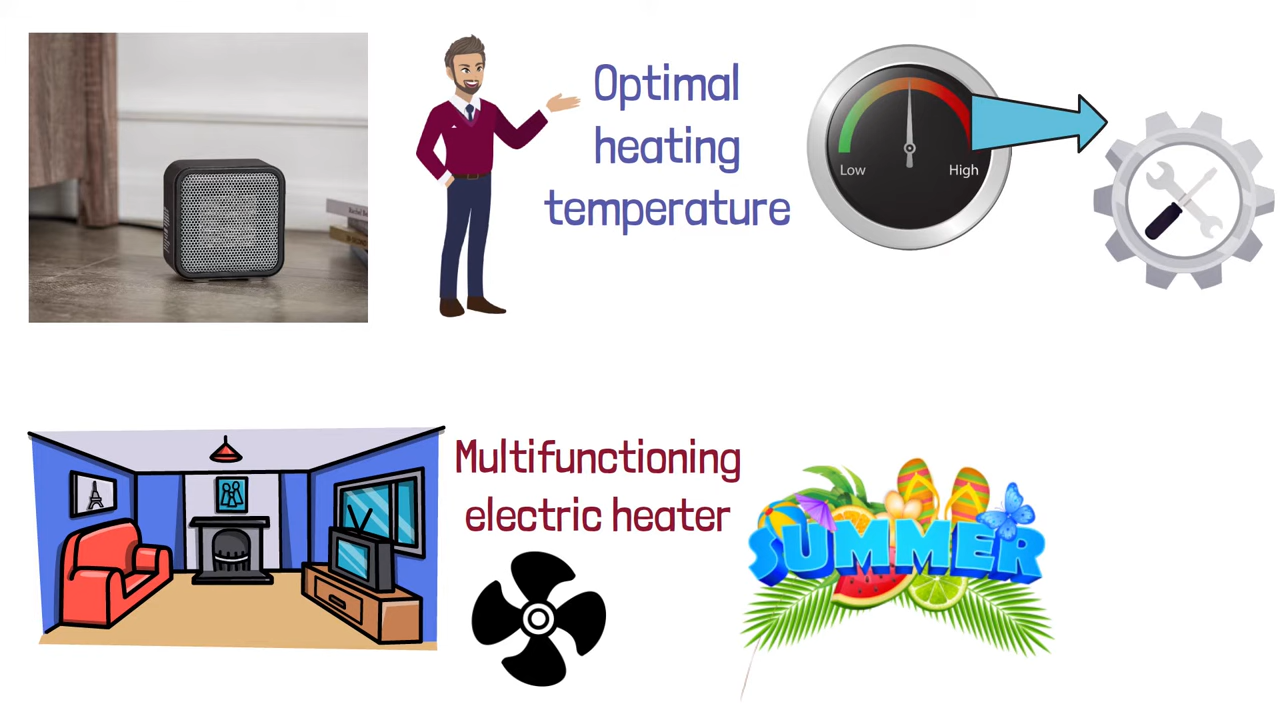 Optimal
heating
temperature
Low
High
Multifunctioning
electric heater
SUMMER